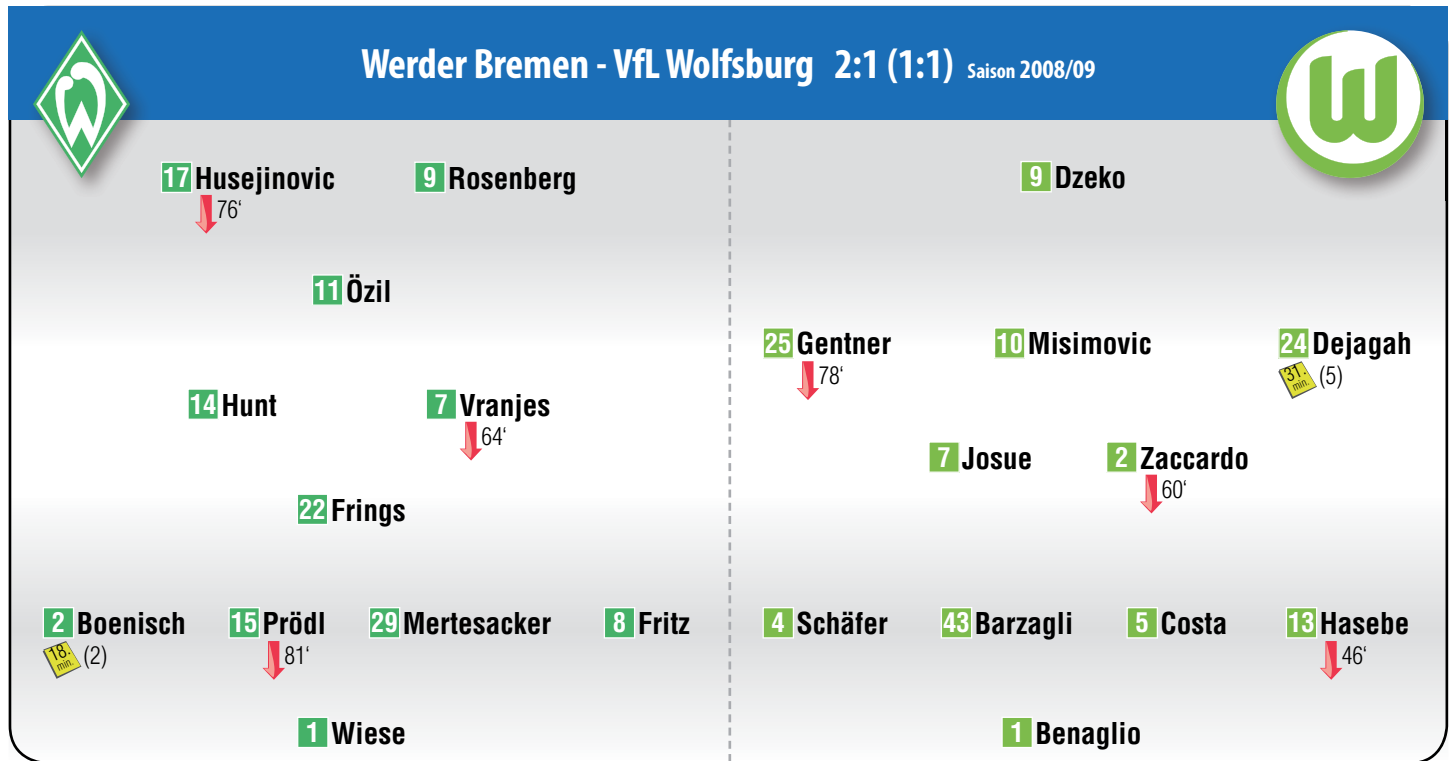 Werder Bremen - VfL Wolfsburg 2:1 (1:1) Saison 2008/09
W
W
17 Husejinovic
76‘
9 Rosenberg
11 Özil
14 Hunt
7 Vranjes
64‘
22 Frings
2 Boenisch
18. min. (2)
15 Prödl
81‘
29 Mertesacker
8 Fritz
1 Wiese
9 Dzeko
25 Gentner
78‘
10 Misimovic
24 Dejagah
31. min. (5)
7 Josue
2 Zaccardo
60‘
4 Schäfer
43 Barzagli
5 Costa
13 Hasebe
46‘
1 Benaglio